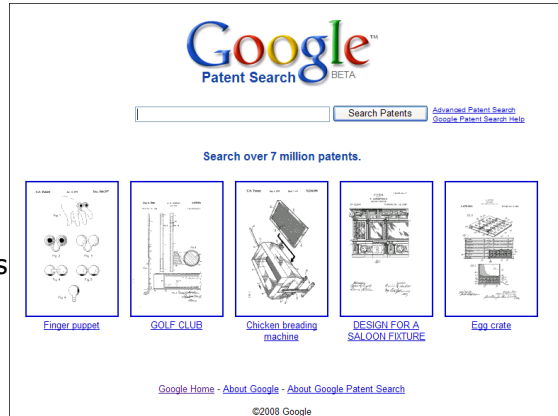 Google™
Patent Search BETA
Search Patents
Advanced Patent Search
Google Patent Search Help
Search over 7 million patents.
s
Finger puppet
GOLF CLUB
Chicken breading
machine
DESIGN FOR A
SALOON FIXTURE
Egg crate
Google Home - About Google - About Google Patent Search
©2008 Google